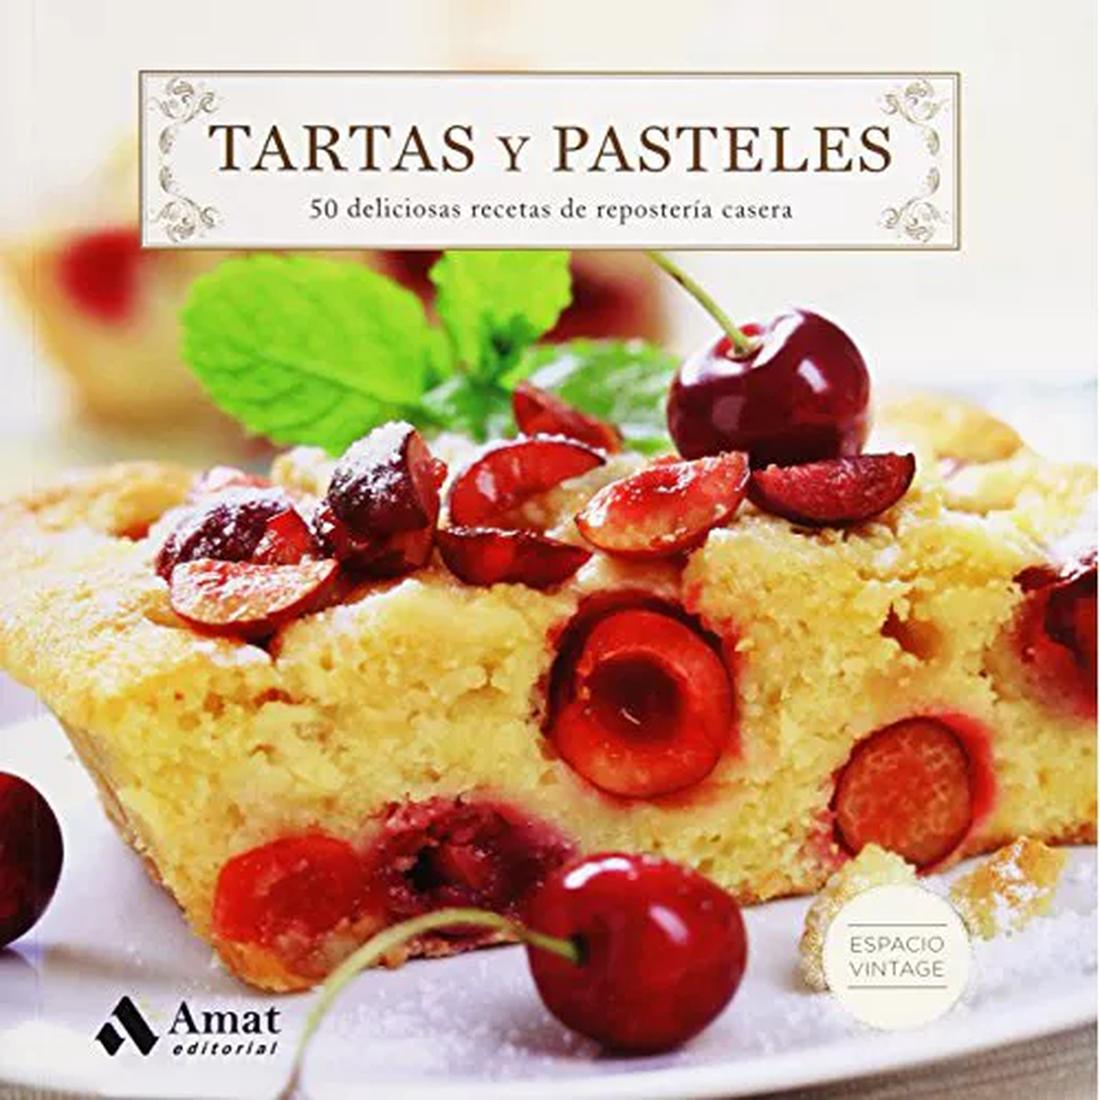 TARTAS Y PASTELES
50 deliciosas recetas de repostería casera
ESPACIO
VINTAGE
Amat
editorial